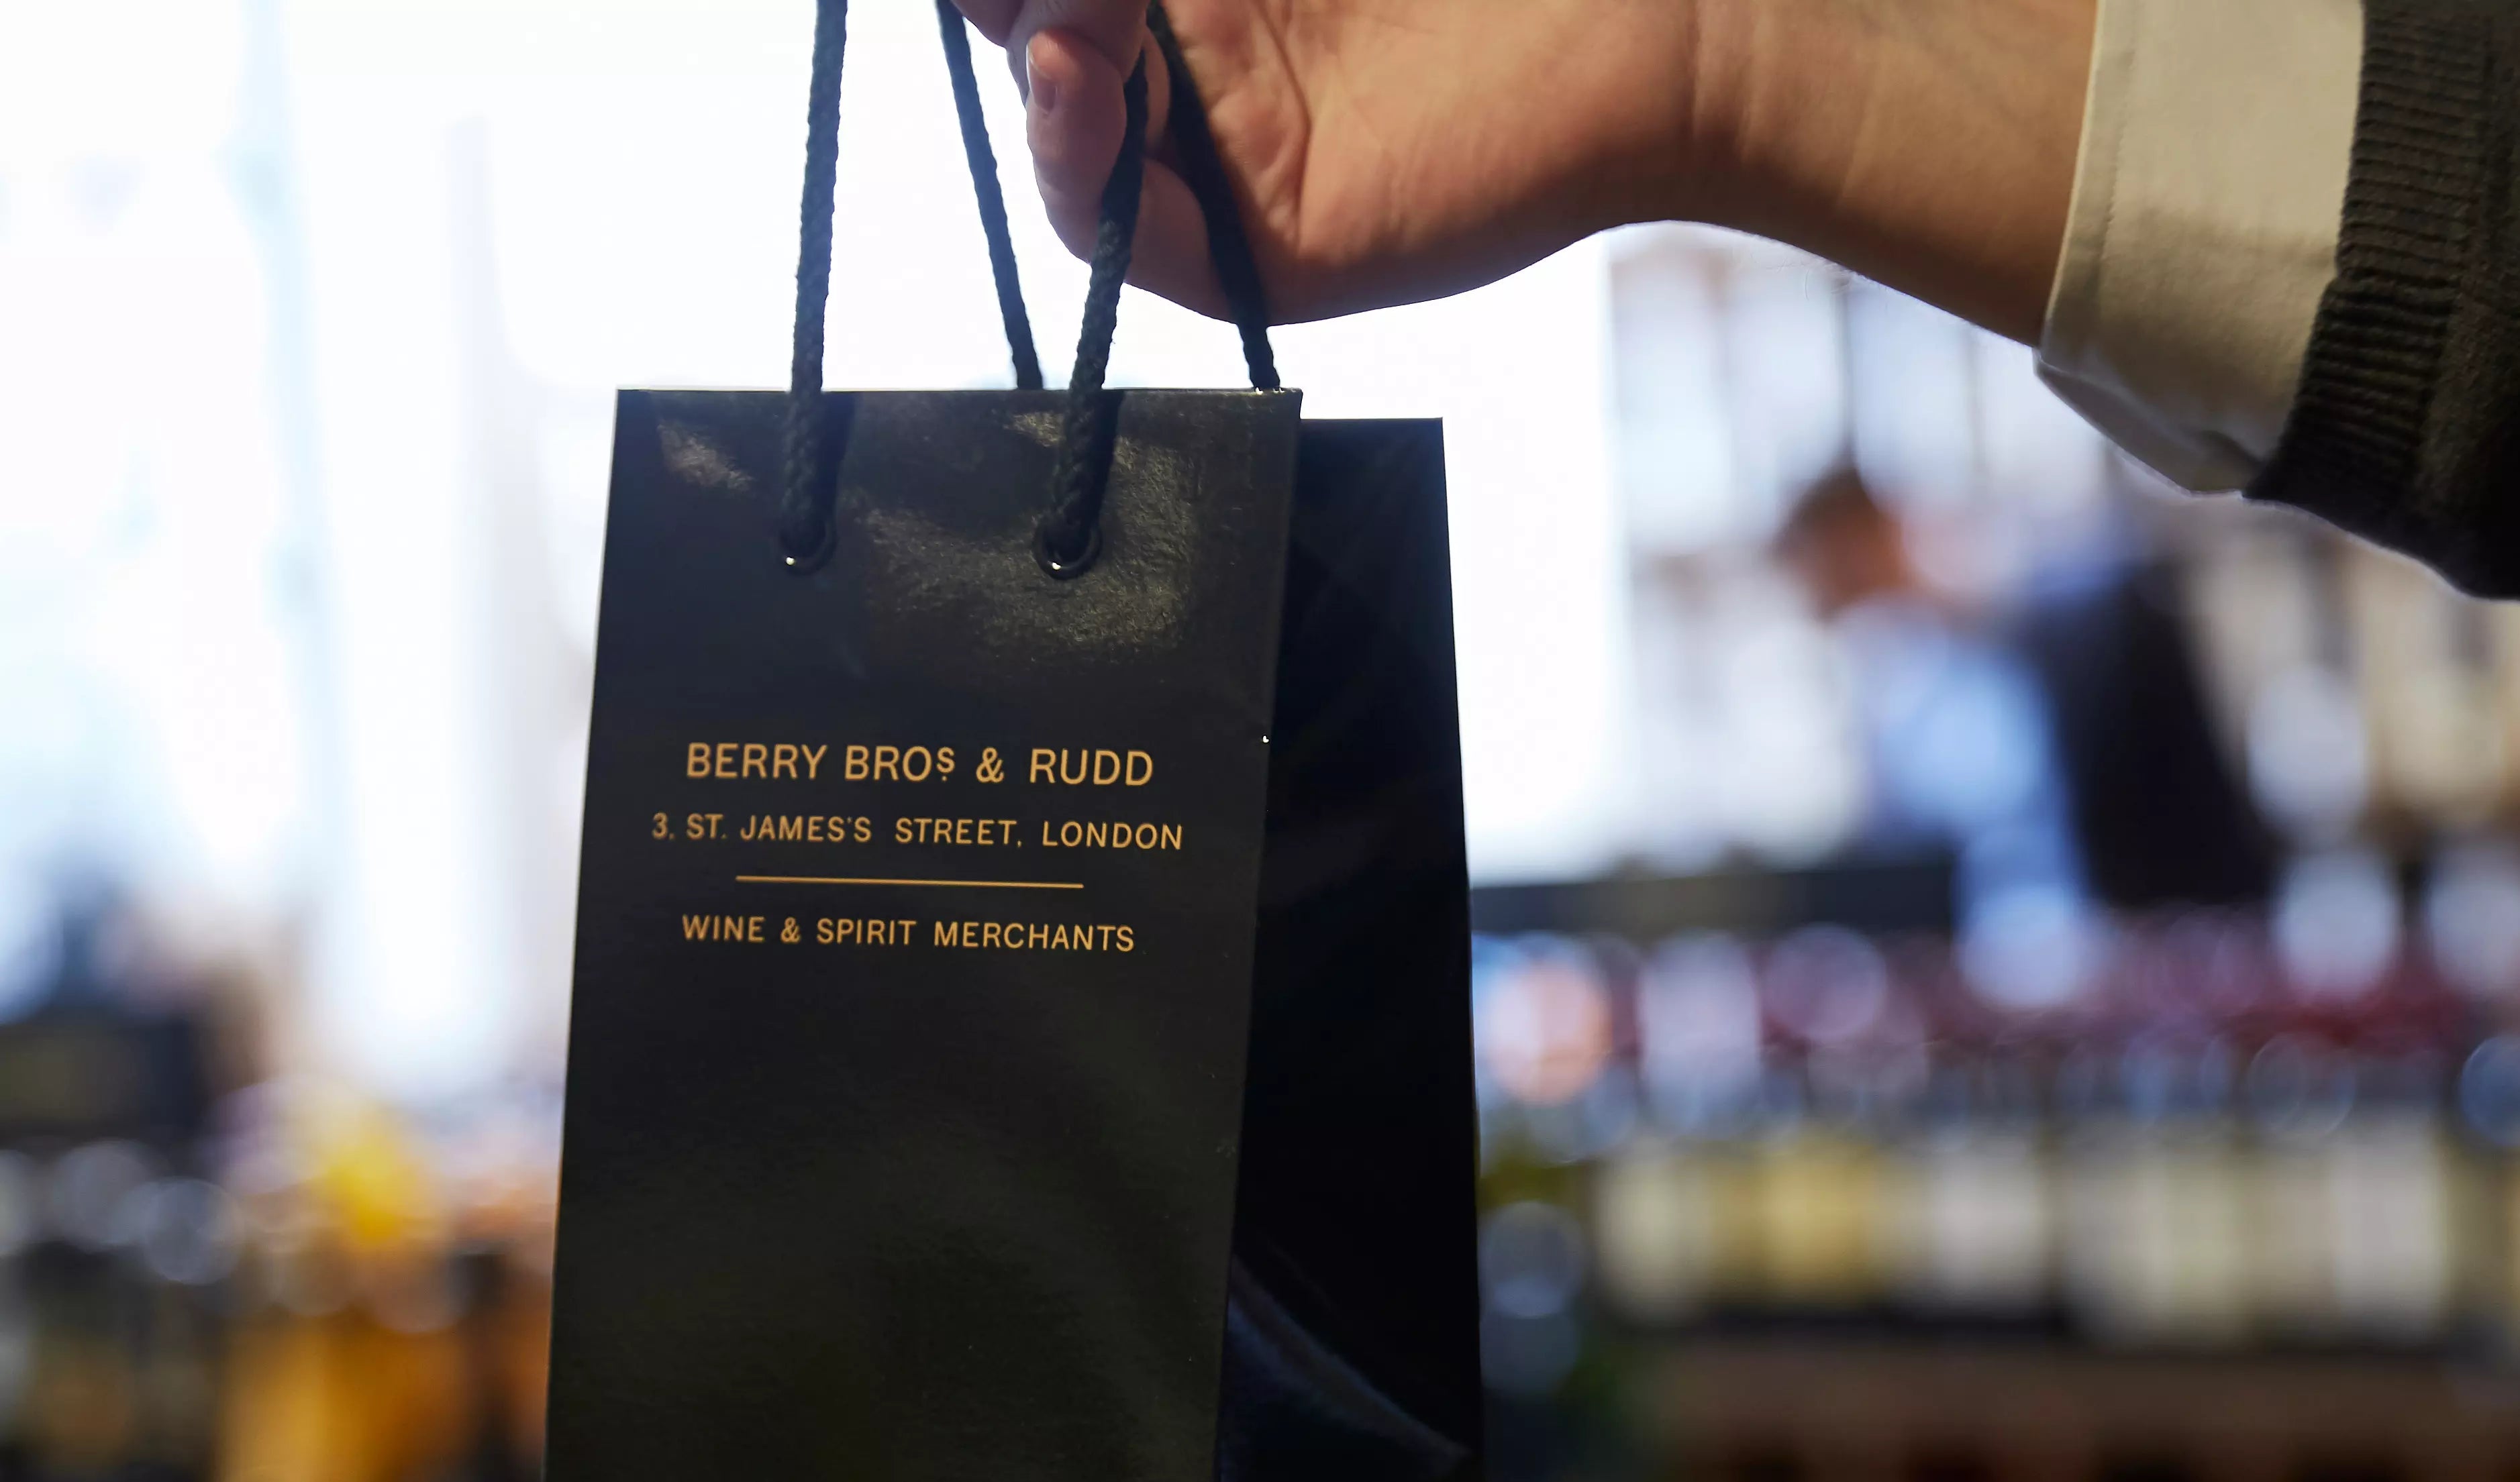 BERRY BROS & RUDD
3, ST. JAMES'S STREET, LONDON
WINE & SPIRIT MERCHANTS